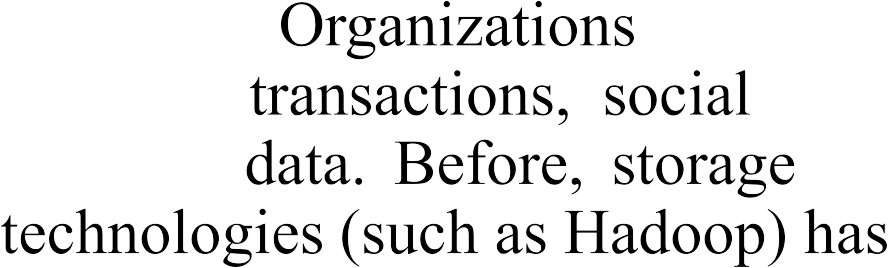 Organizations
transactions, social
data. Before, storage
technologies (such as Hadoop) has